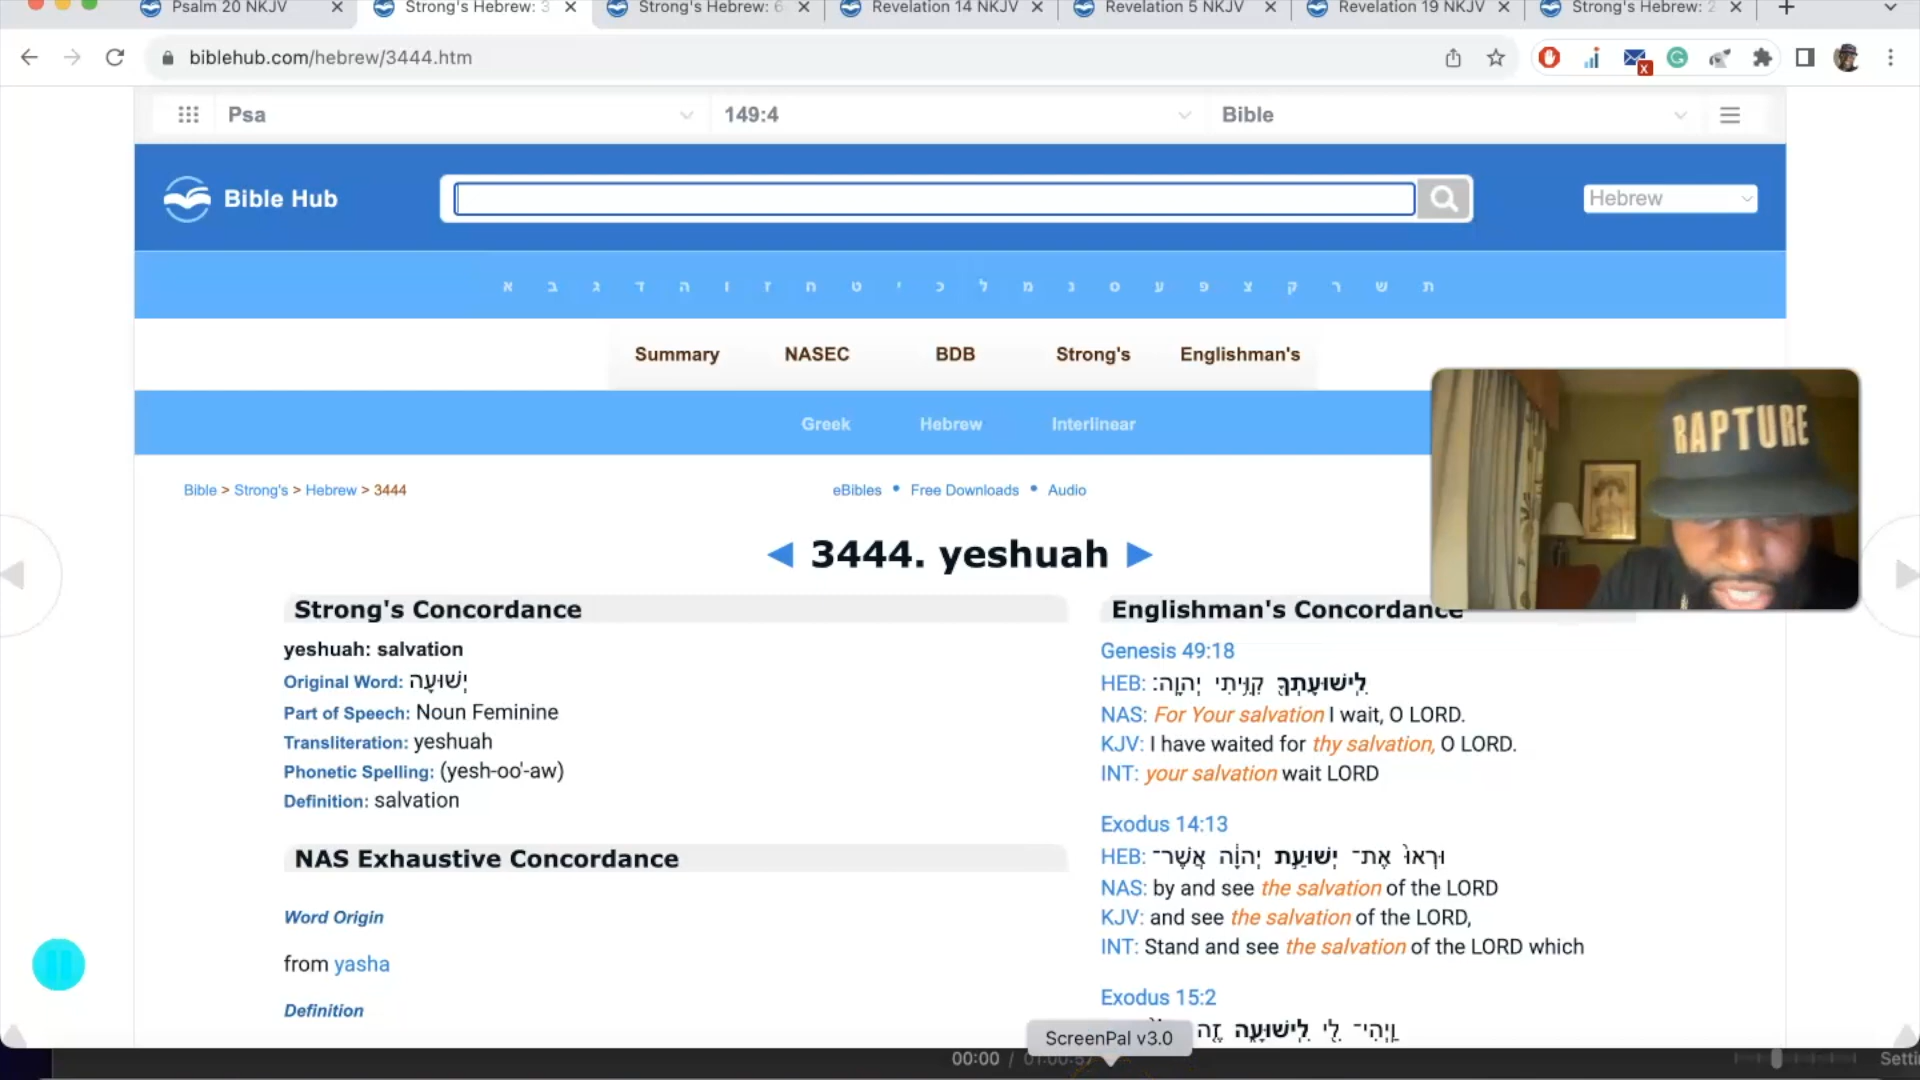 Psalm 20 NKJV
Strong's Hebrew: 3
Strong's Hebrew: 6
Revelation 14 NKJV
Revelation 5 NKJV
Revelation 19 NKJV
Strong's Hebrew: 2
biblehub.com/hebrew/3444.htm
Psa 149:4 Bible
Bible Hub
Hebrew
א ב ג ד ה ו ז ח ט י כ ל מ נ ס ע פ צ ק ר ש ת
Summary NASEC BDB Strong's Englishman's
Greek Hebrew Interlinear
RAPTURE
Bible > Strong's > Hebrew > 3444
eBibles • Free Downloads • Audio
◄ 3444. yeshuah ►
Strong's Concordance
yeshuah: salvation
Original Word: יְשׁוּעָה
Part of Speech: Noun Feminine
Transliteration: yeshuah
Phonetic Spelling: (yesh-oo'-aw)
Definition: salvation
NAS Exhaustive Concordance
Word Origin
from yasha
Definition
Englishman's Concordance
Genesis 49:18
HEB: לִֽישׁוּעָתְךָ֖ קִוִּ֥יתִי יְהוָֽה׃
NAS: For Your salvation I wait, O LORD.
KJV: I have waited for thy salvation, O LORD.
INT: your salvation wait LORD
Exodus 14:13
HEB: וּרְאוּ֙ אֶת־ יְשׁוּעַ֣ת יְהוָ֔ה אֲשֶׁר־
NAS: by and see the salvation of the LORD
KJV: and see the salvation of the LORD,
INT: Stand and see the salvation of the LORD which
Exodus 15:2
וַֽיְהִי־ לִ֖י לִֽישׁוּעָ֑ה זֶ֤ה
ScreenPal v3.0
00:00 /